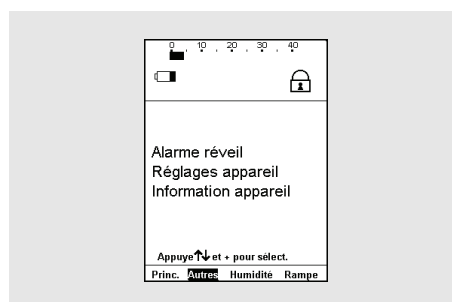 0 . 10 . 20 . 30 . 40
Alarme réveil
Réglages appareil
Information appareil
Appuye↑↓ et + pour sélect.
Princ. Autres Humidité Rampe